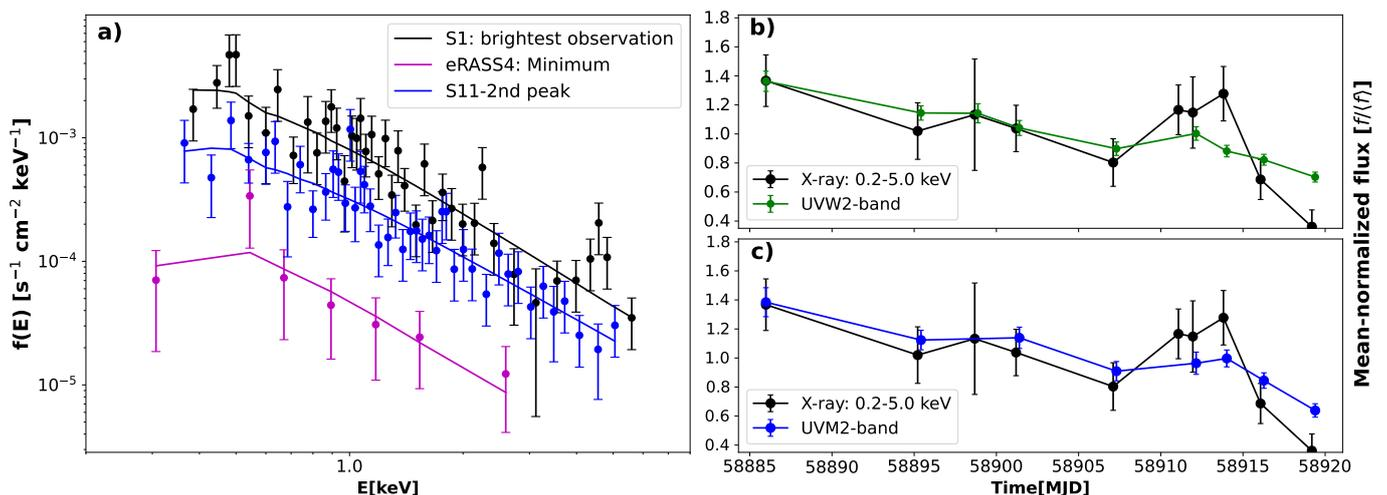 a)
S1: brightest observation
eRASS4: Minimum
S11-2nd peak
10⁻³
10⁻⁴
10⁻⁵
f(E) [s⁻¹ cm⁻² keV⁻¹]
1.0
E[keV]
b)
1.8
1.6
1.4
1.2
1.0
0.8
0.6
0.4
X-ray: 0.2-5.0 keV
UVW2-band
c)
1.8
1.6
1.4
1.2
1.0
0.8
0.6
0.4
X-ray: 0.2-5.0 keV
UVM2-band
58885 58890 58895 58900 58905 58910 58915 58920
Time[MJD]
Mean-normalized flux [f/⟨f⟩]